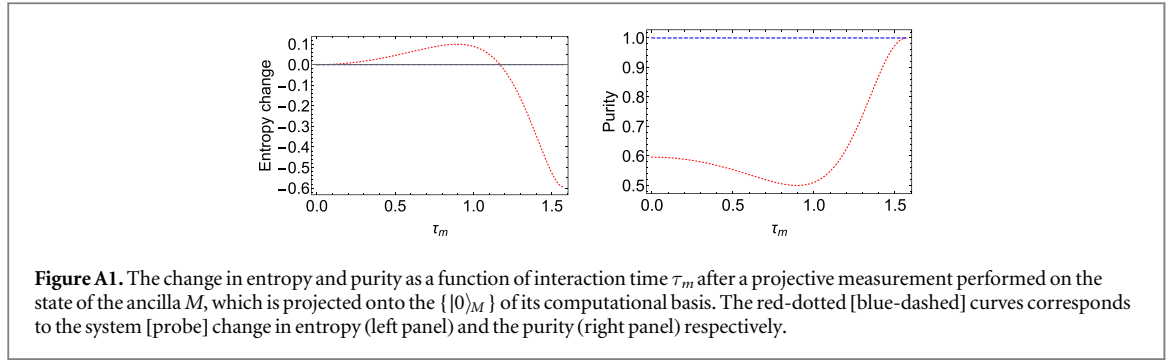 0.1
0.0
−0.1
−0.2
−0.3
−0.4
−0.5
−0.6
Entropy change
0.0 0.5 1.0 1.5
τm
1.0
0.9
0.8
0.7
0.6
0.5
Purity
0.0 0.5 1.0 1.5
τm
Figure A1. The change in entropy and purity as a function of interaction time τm after a projective measurement performed on the
state of the ancilla M, which is projected onto the {|0⟩M} of its computational basis. The red-dotted [blue-dashed] curves corresponds
to the system [probe] change in entropy (left panel) and the purity (right panel) respectively.